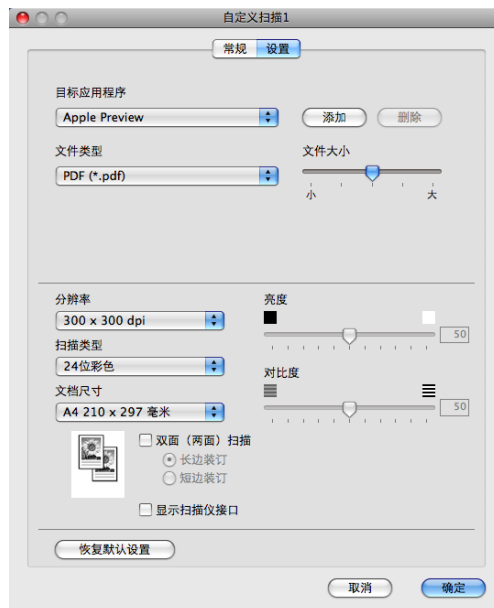 自定义扫描1
常规 设置
目标应用程序
Apple Preview 添加 删除
文件类型 文件大小
PDF (*.pdf)
小 大
分辨率 亮度
300 x 300 dpi
50
扫描类型
24位彩色 对比度
文档尺寸
A4 210 x 297 毫米 50
双面（两面）扫描
长边装订
短边装订
显示扫描仪接口
恢复默认设置
取消 确定